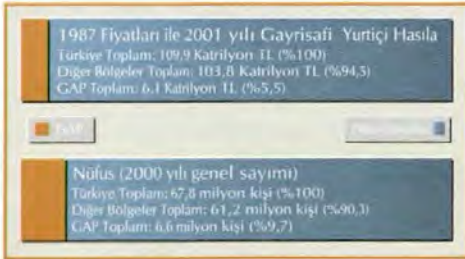 1987 Fiyatları ile 2001 yılı Gayrisafi Yurtiçi Hasıla
Türkiye Toplam: 109,9 Katrilyon TL (%100)
Diğer Bölgeler Toplam: 103,8 Katrilyon TL (%94,5)
GAP Toplam: 6,1 Katrilyon TL (%5,5)
GAP
Nüfus (2000 yılı genel sayımı)
Türkiye Toplam: 67,8 milyon kişi (%100)
Diğer Bölgeler Toplam: 61,2 milyon kişi (%90,3)
GAP Toplam: 6,6 milyon kişi (%9,7)